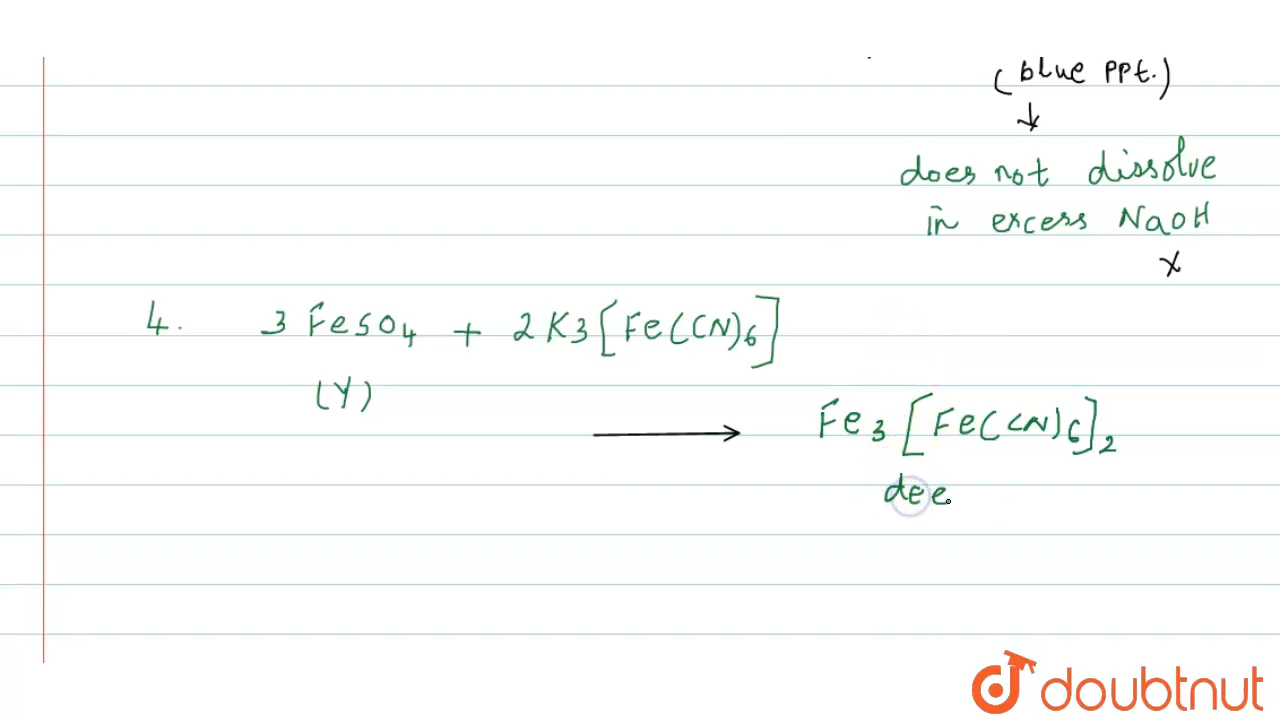 (blue ppt.)
↓
does not dissolve
in excess NaOH
x
4. 3 FeSO4 + 2K3[Fe(CN)6]
(Y)
⟶ Fe3[Fe(CN)6]2
dee
doubtnut